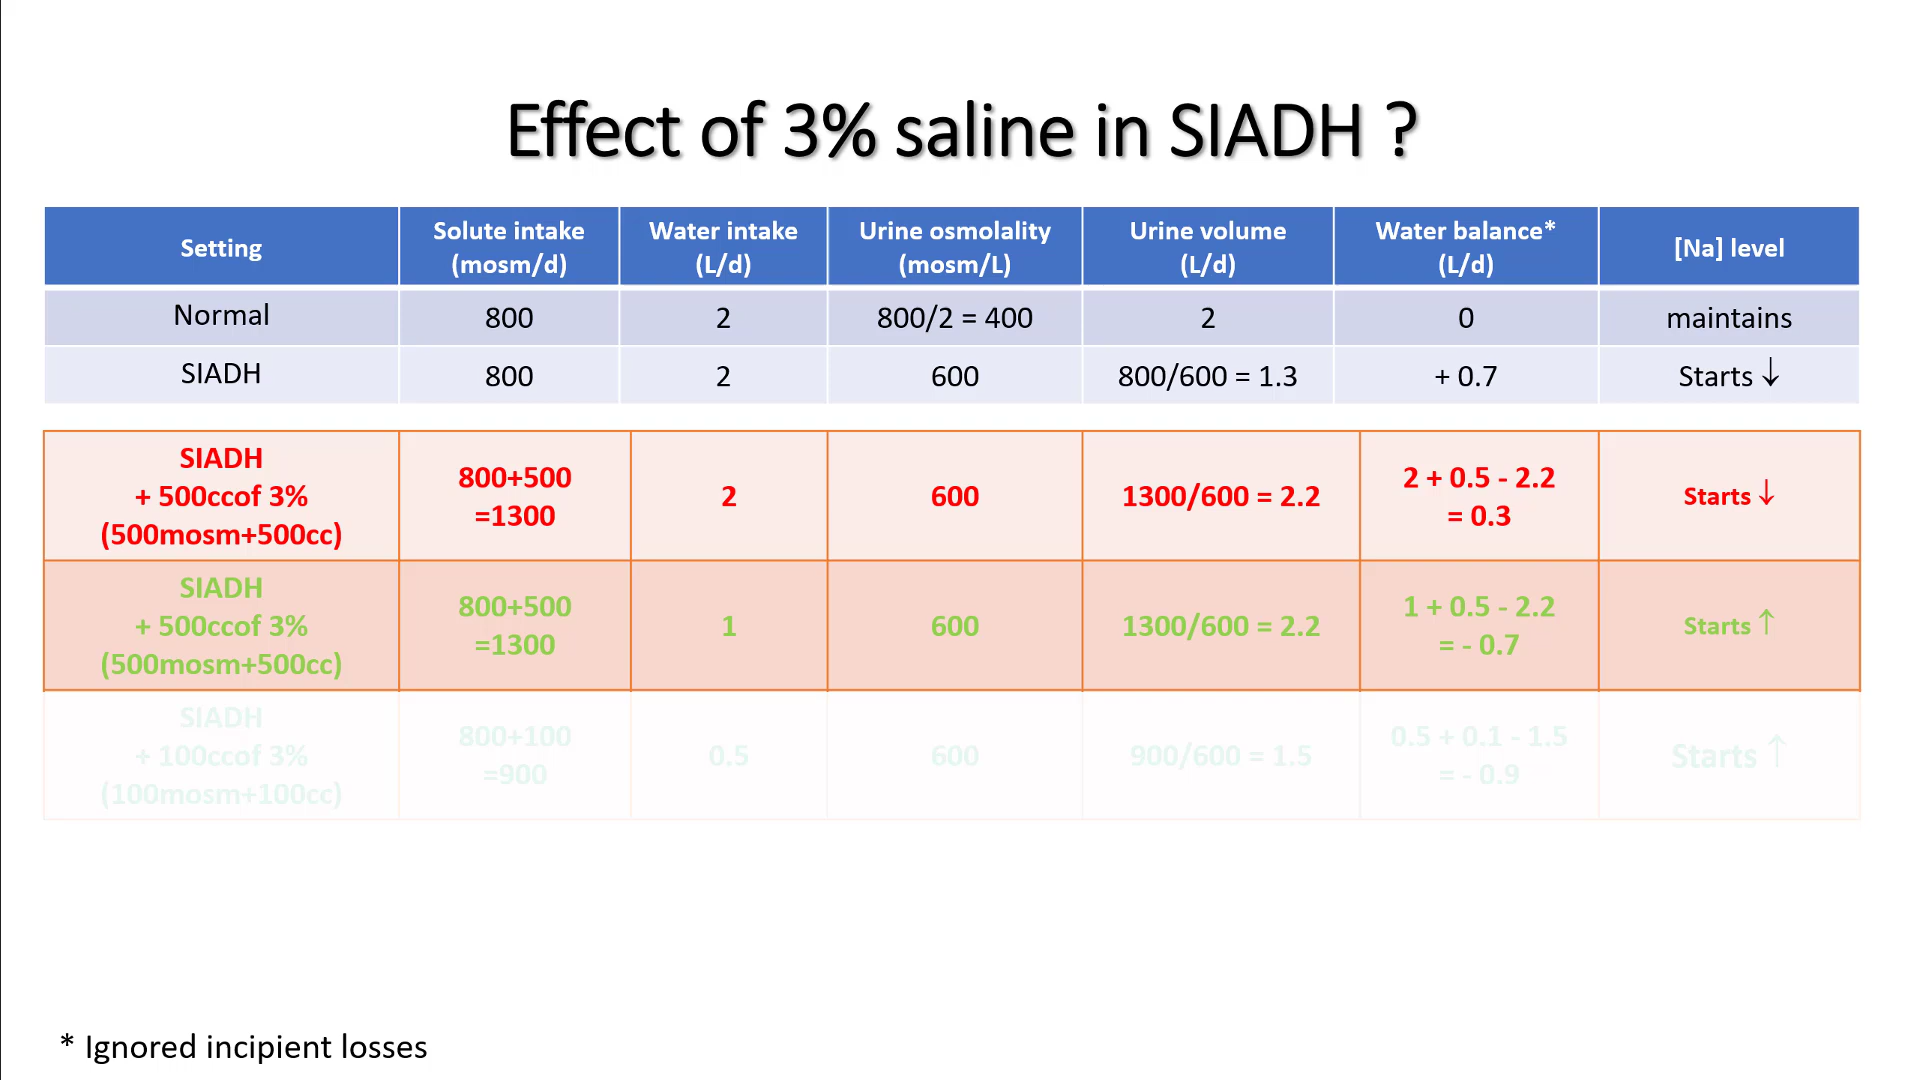 Effect of 3% saline in SIADH ?
Setting
Solute intake
(mosm/d)
Water intake
(L/d)
Urine osmolality
(mosm/L)
Urine volume
(L/d)
Water balance*
(L/d)
[Na] level
Normal
800
2
800/2 = 400
2
0
maintains
SIADH
800
2
600
800/600 = 1.3
+ 0.7
Starts ↓
SIADH
+ 500ccof 3%
(500mosm+500cc)
800+500
=1300
2
600
1300/600 = 2.2
2 + 0.5 - 2.2
= 0.3
Starts ↓
SIADH
+ 500ccof 3%
(500mosm+500cc)
800+500
=1300
1
600
1300/600 = 2.2
1 + 0.5 - 2.2
= - 0.7
Starts ↑
SIADH
+ 100ccof 3%
(100mosm+100cc)
800+100
=900
0.5
600
900/600 = 1.5
0.5 + 0.1 - 1.5
= - 0.9
Starts ↑
* Ignored incipient losses